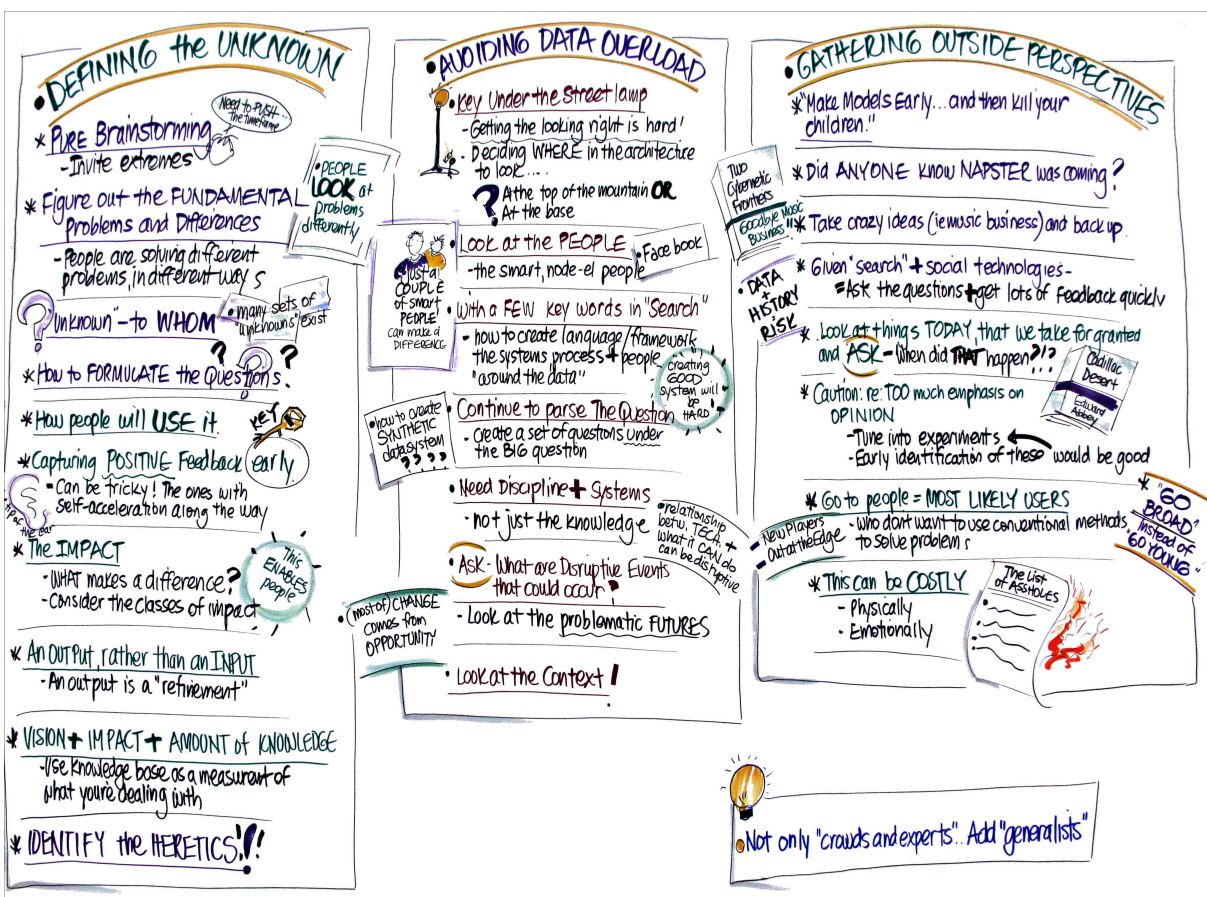 • DEFINING the UNKNOWN
Need to PUSH...
the timeframe
* PURE Brainstorming
- Invite extremes
* Figure out the FUNDAMENTAL
Problems and Differences
- People are solving different
problems, in different ways
• PEOPLE
LOOK at
problems
differently
"Unknown" - to WHOM?
• many sets of
"unknowns" exist
* How to FORMULATE the Questions?
* How people will USE it.
KEY
* Capturing POSITIVE Feedback early.
- Can be tricky! The ones with
self-acceleration along the way
tip of the ear
* The IMPACT
- WHAT makes a difference?
- Consider the classes of impact
This
ENABLES
people
* An OUTPUT, rather than an INPUT
- An output is a "refinement"
* VISION + IMPACT + AMOUNT of KNOWLEDGE
- Use knowledge base as a measurement of
what you're dealing with
* IDENTIFY the HERETICS!!!
• AVOIDING DATA OVERLOAD
• Key Under the Street lamp
- Getting the looking right is hard!
- Deciding WHERE in the architecture
to look....
? At the top of the mountain OR
At the base
Just a
COUPLE
of smart
PEOPLE
can make a
DIFFERENCE
• Look at the PEOPLE
- the smart, node-el people
• Face book
• With a FEW key words in "Search"
- how to create language/framework
the systems process + people
"around the data"
creating
GOOD
system will
be
HARD
• how to create
SYNTHETIC
data system
? ? ? ?
• Continue to parse The Question
- Create a set of questions under
the BIG question
• Need Discipline + Systems
- not just the knowledge
• relationship
betw. TECH. +
what it CAN do
can be disruptive
• Ask - What are Disruptive Events
that could occur?
- Look at the problematic FUTURES
• (most of) CHANGE
comes from
OPPORTUNITY
• Look at the Context!
• GATHERING OUTSIDE PERSPECTIVES
* "Make Models Early... and then kill your
children."
Two
Cybernetic
Frontiers
"Goodbye Music
Business"
* Did ANYONE know NAPSTER was coming?
* Take crazy ideas (ie music business) and back up.
• DATA
+
HISTORY
RISK
* Given "search" + social technologies -
= Ask the questions + get lots of Feedback quickly
* Look at things TODAY, that we take for granted
and ASK - When did THAT happen?!?
Cadillac
Desert
Edward
Abbey
* Caution: re: TOO much emphasis on
OPINION
- Tune into experiments
- Early identification of these would be good
* Go to people = MOST LIKELY USERS
- who dont want to use conventional methods
to solve problems
New Players
Out at the Edge
* "GO
BROAD"
instead of
"GO YOUNG"
* This can be COSTLY
- Physically
- Emotionally
The List
of ASSHOLES
• Not only "crowds and experts".. Add "generalists"